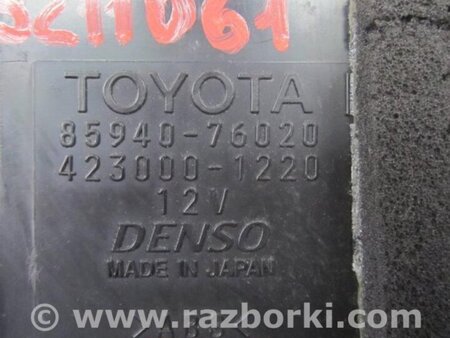 TOYOTA
85940-76020
423000-1220
12V
DENSO
MADE IN JAPAN
© www.razborki.com